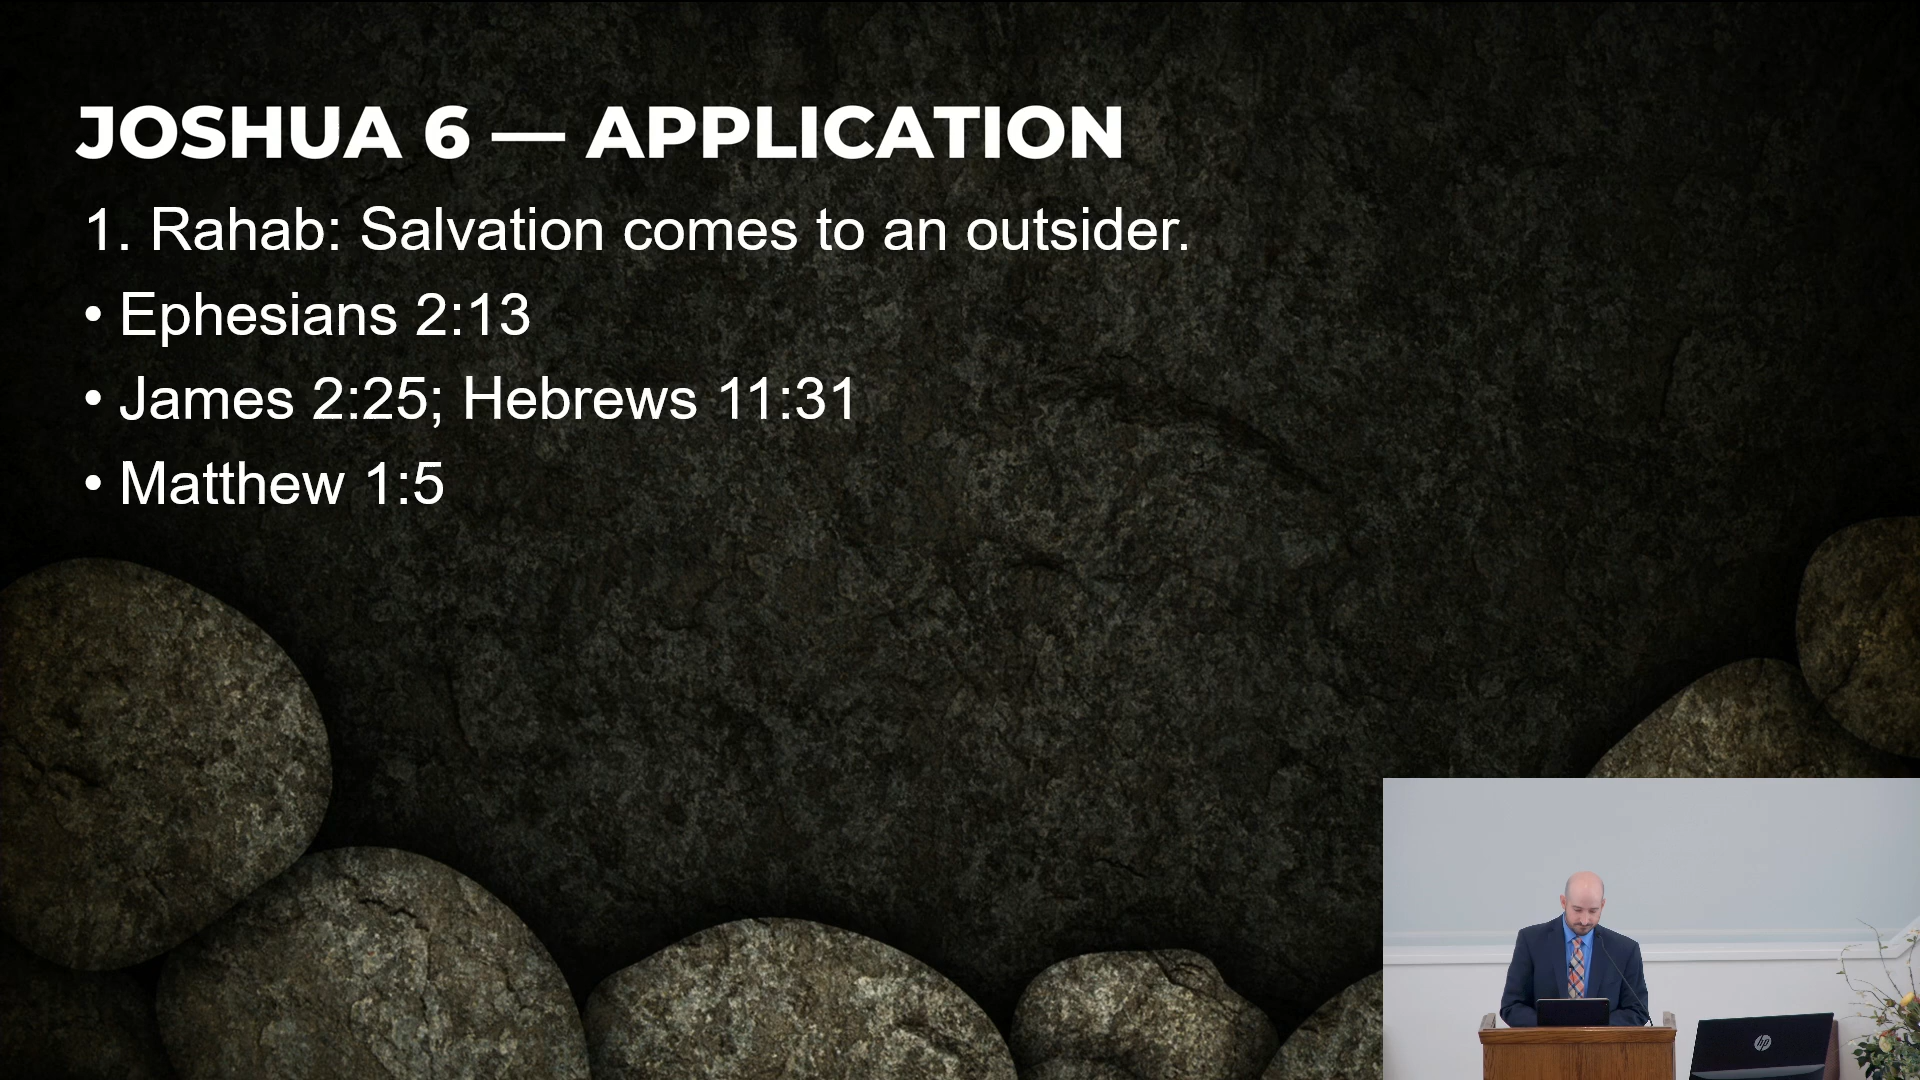 JOSHUA 6 — APPLICATION
1. Rahab: Salvation comes to an outsider.
• Ephesians 2:13
• James 2:25; Hebrews 11:31
• Matthew 1:5
hp